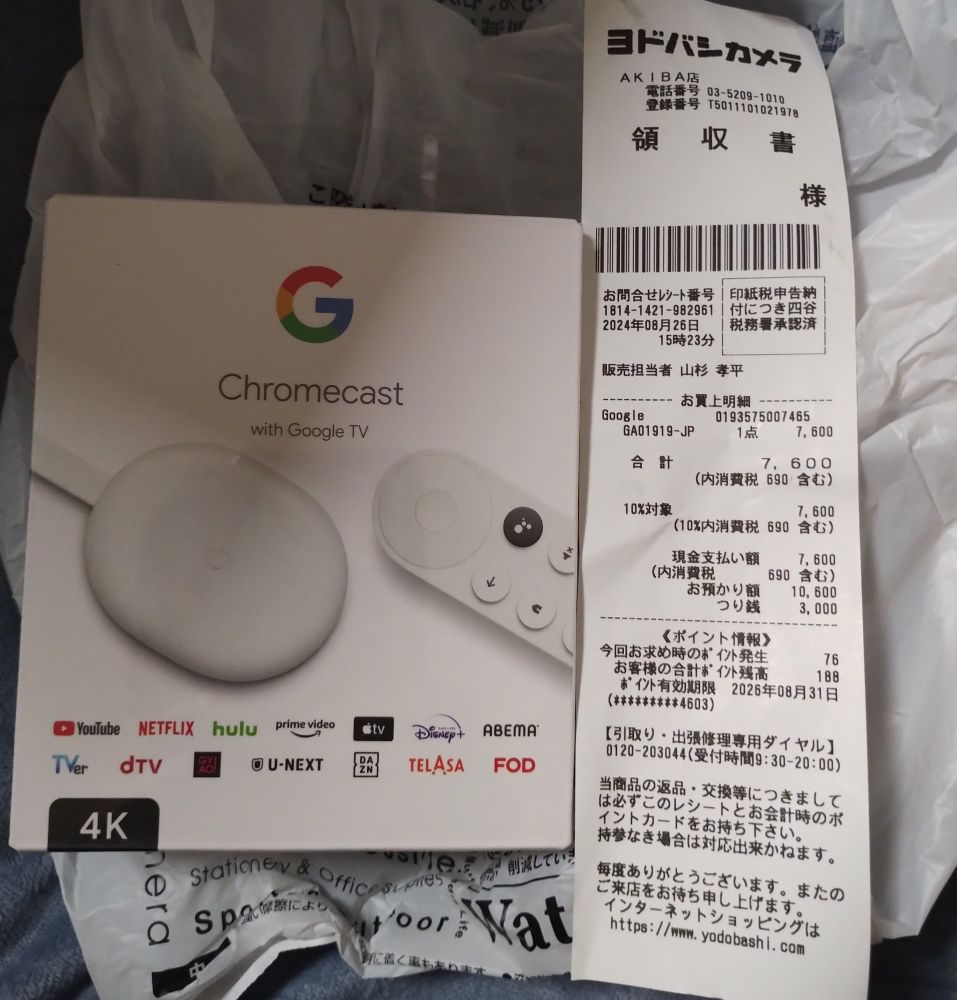 ヨドバシカメラ
AKIBA店
電話番号 03-5209-1010
登録番号 T5011101021978
領 収 書
様
お問合せレシート番号
1814-1421-982961
2024年08月26日
15時23分
印紙税申告納
付につき四谷
税務署承認済
販売担当者 山杉 孝平
---------- お買上明細 ----------
Google 0193575007465
GA01919-JP 1点 7,600
合 計 7,600
(内消費税 690 含む)
10%対象 7,600
(10%内消費税 690 含む)
現金支払い額 7,600
(内消費税 690 含む)
お預かり額 10,600
つり銭 3,000
《ポイント情報》
今回お求め時のポイント発生 76
お客様の合計ポイント残高 188
ポイント有効期限 2026年08月31日
(*********4603)
【引取り・出張修理専用ダイヤル】
0120-203044(受付時間9:30-20:00)
当商品の返品・交換等につきまして
は必ずこのレシートとお会計時のポ
イントカードをお持ち下さい。
持参なき場合は対応出来かねます。
毎度ありがとうございます。またの
ご来店をお待ち申し上げます。
インターネットショッピングは
https://www.yodobashi.com
G
Chromecast
with Google TV
YouTube NETFLIX hulu prime video tv Disney+ ABEMA
TVer dTV GYAO! U-NEXT DAZN TELASA FOD
4K
Stationery & Office Supplies
削減してい
mera
Life
Wat